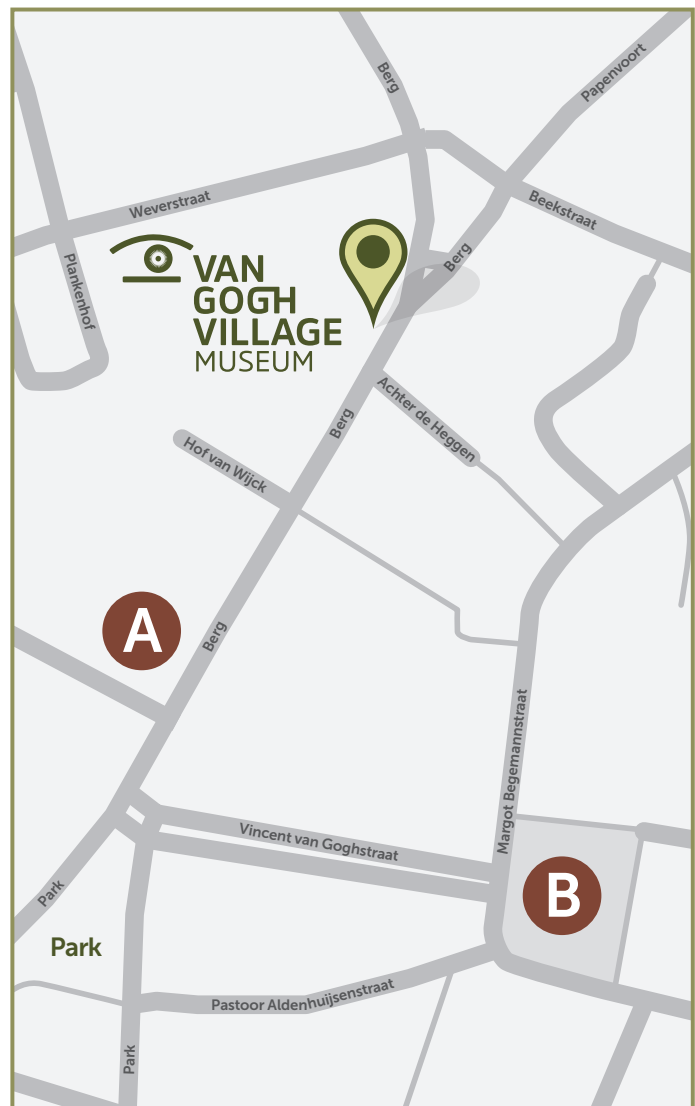 Berg
Papenvoort
Weverstraat
Beekstraat
Plankenhof
VAN
GOGH
VILLAGE
MUSEUM
Berg
Achter de Heggen
Berg
Hof van Wijck
A
Berg
Margot Begemannstraat
Vincent van Goghstraat
B
Park
Park
Pastoor Aldenhuijsenstraat
Park